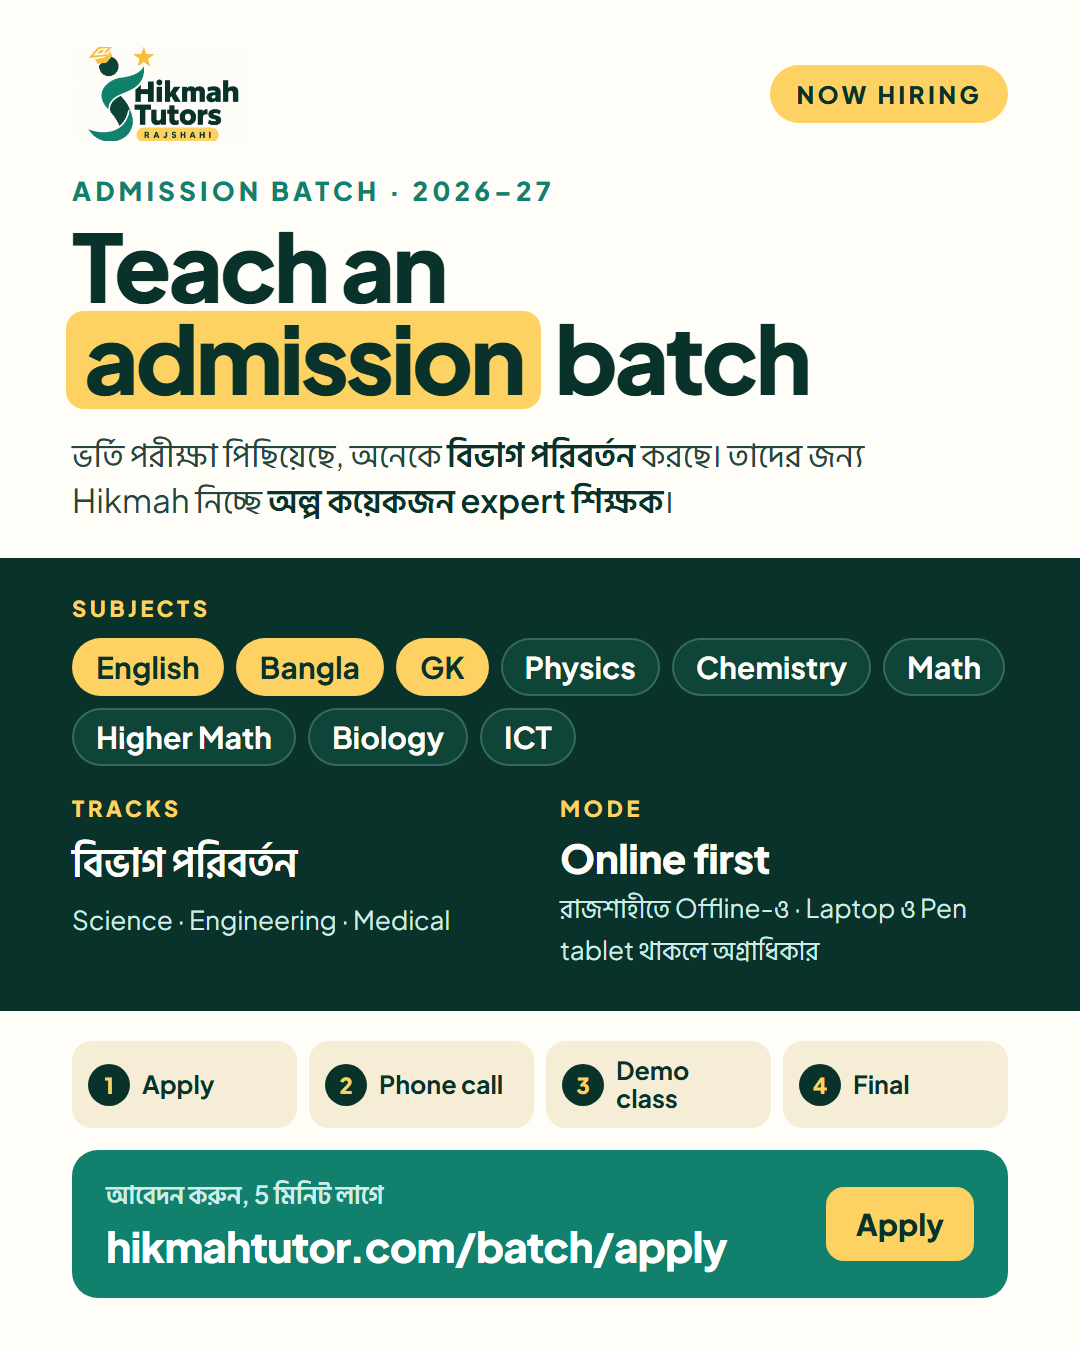 Hikmah
Tutors
RAJSHAHI
NOW HIRING
ADMISSION BATCH · 2026–27
Teach an
admission batch
ভর্তি পরীক্ষা পিছিয়েছে, অনেকে বিভাগ পরিবর্তন করছে। তাদের জন্য
Hikmah নিচ্ছে অল্প কয়েকজন expert শিক্ষক।
SUBJECTS
English Bangla GK Physics Chemistry Math
Higher Math Biology ICT
TRACKS
বিভাগ পরিবর্তন
Science · Engineering · Medical
MODE
Online first
রাজশাহীতে Offline-ও · Laptop ও Pen
tablet থাকলে অগ্রাধিকার
1 Apply
2 Phone call
3 Demo
class
4 Final
আবেদন করুন, 5 মিনিট লাগে
hikmahtutor.com/batch/apply
Apply